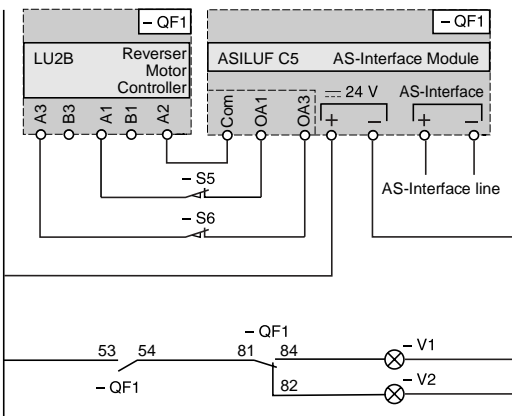 – QF1
– QF1
LU2B
Reverser
Motor
Controller
ASILUF C5
AS-Interface Module
A3
B3
A1
B1
A2
Com
OA1
OA3
24 V
AS-Interface
+
–
+
–
– S5
AS-Interface line
– S6
– QF1
53
54
81
84
– V1
– QF1
82
– V2